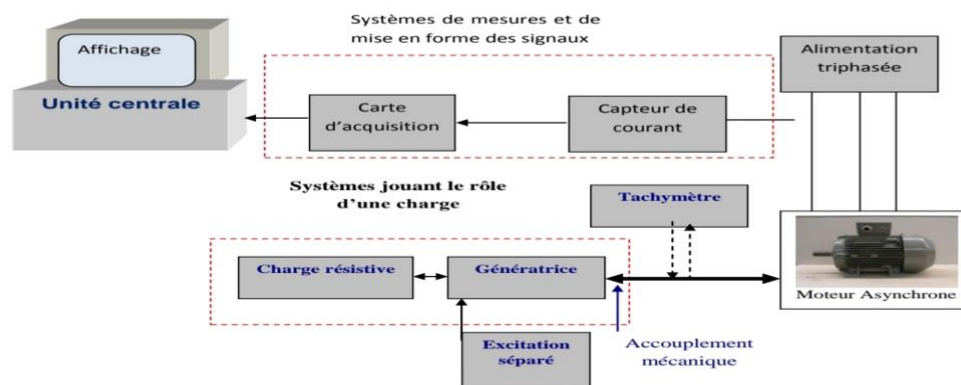 Systèmes de mesures et de
mise en forme des signaux
Affichage
Unité centrale
Carte
d'acquisition
Capteur de
courant
Alimentation
triphasée
Systèmes jouant le rôle
d'une charge
Tachymètre
Charge résistive
Génératrice
Moteur Asynchrone
Excitation
séparé
Accouplement
mécanique